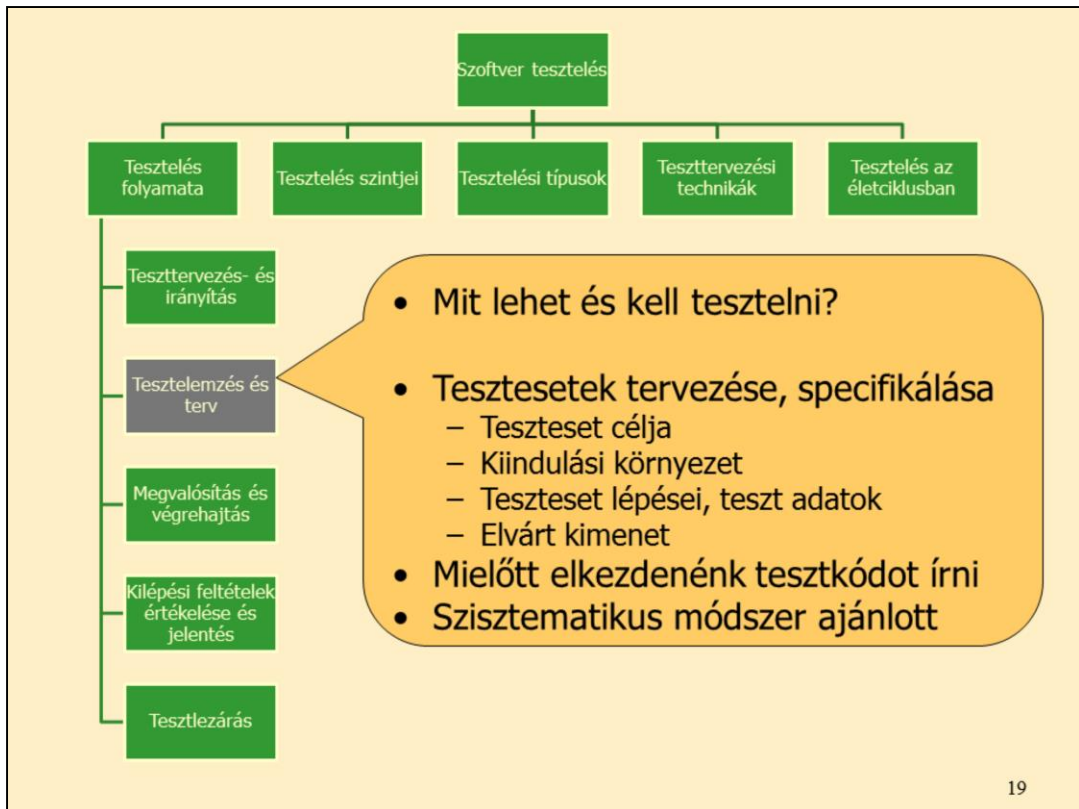 Szoftver tesztelés
Tesztelés
folyamata
Tesztelés szintjei
Tesztelési típusok
Teszttervezési
technikák
Tesztelés az
életciklusban
Teszttervezés- és
irányítás
Tesztelemzés és
terv
Megvalósítás és
végrehajtás
Kilépési feltételek
értékelése és
jelentés
Tesztlezárás
• Mit lehet és kell tesztelni?
• Tesztesetek tervezése, specifikálása
– Teszteset célja
– Kiindulási környezet
– Teszteset lépései, teszt adatok
– Elvárt kimenet
• Mielőtt elkezdenénk tesztkódot írni
• Szisztematikus módszer ajánlott
19